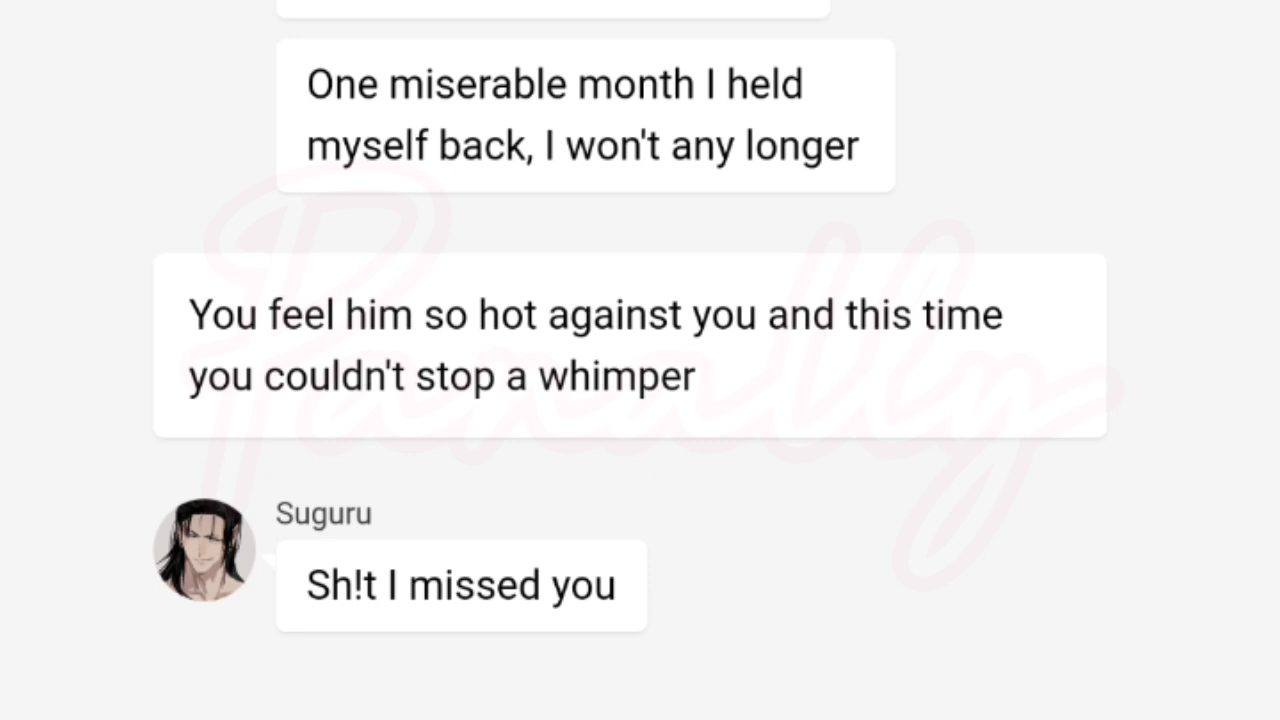 One miserable month I held
myself back, I won't any longer
You feel him so hot against you and this time
you couldn't stop a whimper
Suguru
Sh!t I missed you
Panally